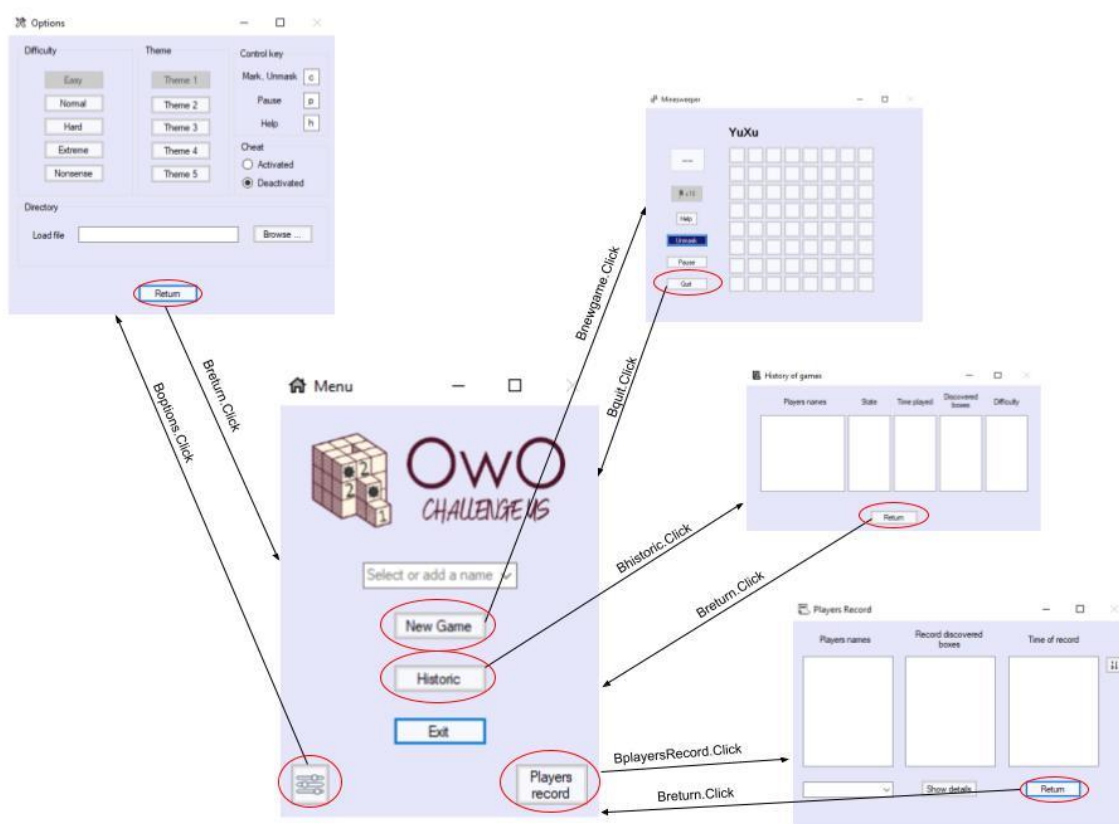 Options
Difficulty
Easy
Normal
Hard
Extreme
Nonsense
Theme
Theme 1
Theme 2
Theme 3
Theme 4
Theme 5
Control key
Mark, Unmask c
Pause p
Help h
Cheat
Activated
Deactivated
Directory
Load file
Browse ...
Return
Minesweeper
YuXu
Help
Unmask
Pause
Quit
Boptions.Click
Breturn.Click
Bnewgame.Click
Bquit.Click
Menu
2
2
1
OwO
CHALLENGE US
Select or add a name
New Game
Historic
Exit
Players
record
Bhistoric.Click
Breturn.Click
BplayersRecord.Click
Breturn.Click
History of games
Players names
State
Time played
Discovered
boxes
Difficulty
Return
Players Record
Players names
Record discovered
boxes
Time of record
Show details
Return